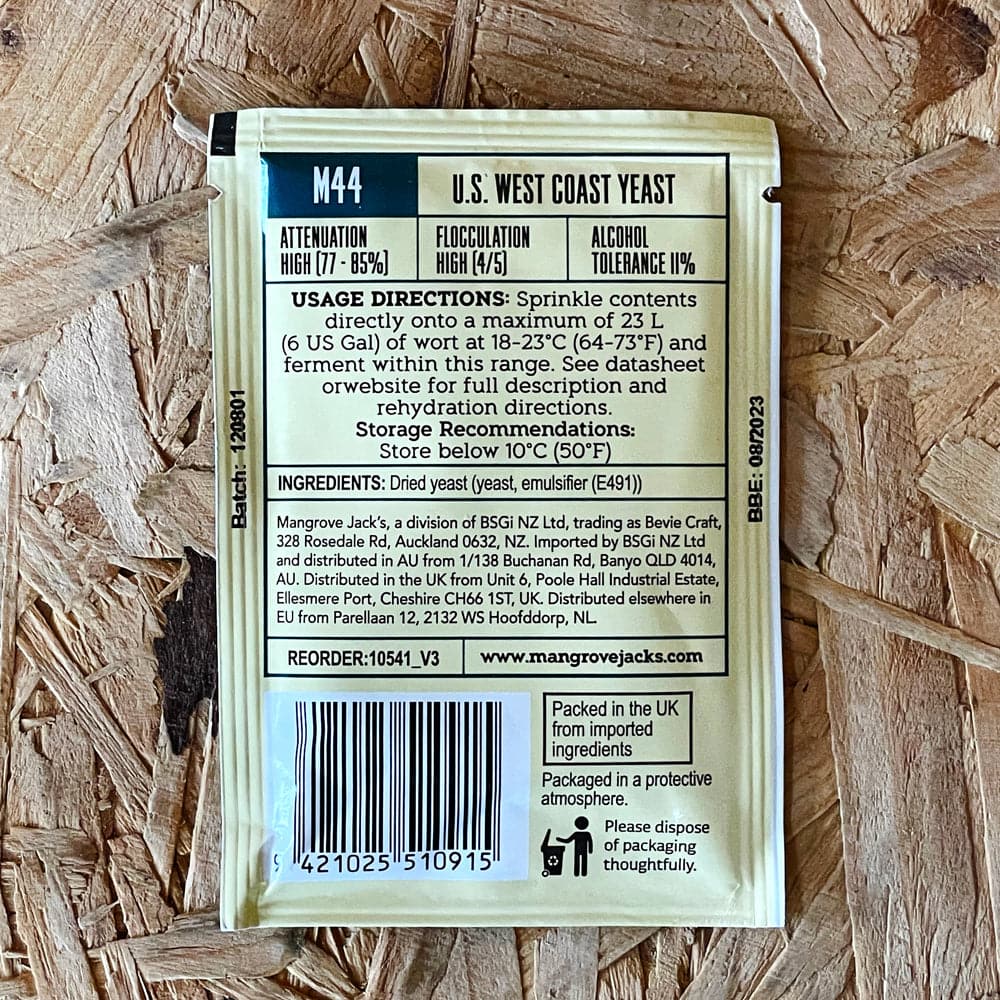 M44
U.S. WEST COAST YEAST
ATTENUATION
HIGH (77 - 85%)
FLOCCULATION
HIGH (4/5)
ALCOHOL
TOLERANCE 11%
USAGE DIRECTIONS: Sprinkle contents
directly onto a maximum of 23 L
(6 US Gal) of wort at 18-23°C (64-73°F) and
ferment within this range. See datasheet
orwebsite for full description and
rehydration directions.
Storage Recommendations:
Store below 10°C (50°F)
INGREDIENTS: Dried yeast (yeast, emulsifier (E491))
Mangrove Jack's, a division of BSGi NZ Ltd, trading as Bevie Craft,
328 Rosedale Rd, Auckland 0632, NZ. Imported by BSGi NZ Ltd
and distributed in AU from 1/138 Buchanan Rd, Banyo QLD 4014,
AU. Distributed in the UK from Unit 6, Poole Hall Industrial Estate,
Ellesmere Port, Cheshire CH66 1ST, UK. Distributed elsewhere in
EU from Parellaan 12, 2132 WS Hoofddorp, NL.
REORDER:10541_V3
www.mangrovejacks.com
Batch: 120801
BBE: 08/2023
9 421025 510915
Packed in the UK
from imported
ingredients
Packaged in a protective
atmosphere.
Please dispose
of packaging
thoughtfully.